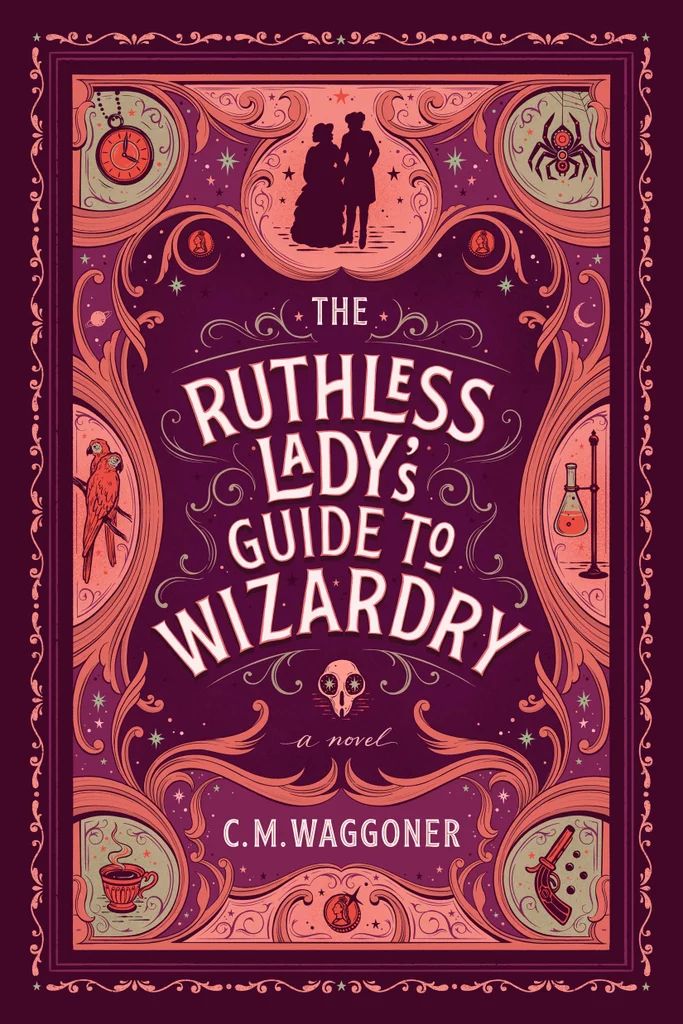 THE
RUTHLESS
LADY'S
GUIDE TO
WIZARDRY
a novel
C.M. WAGGONER